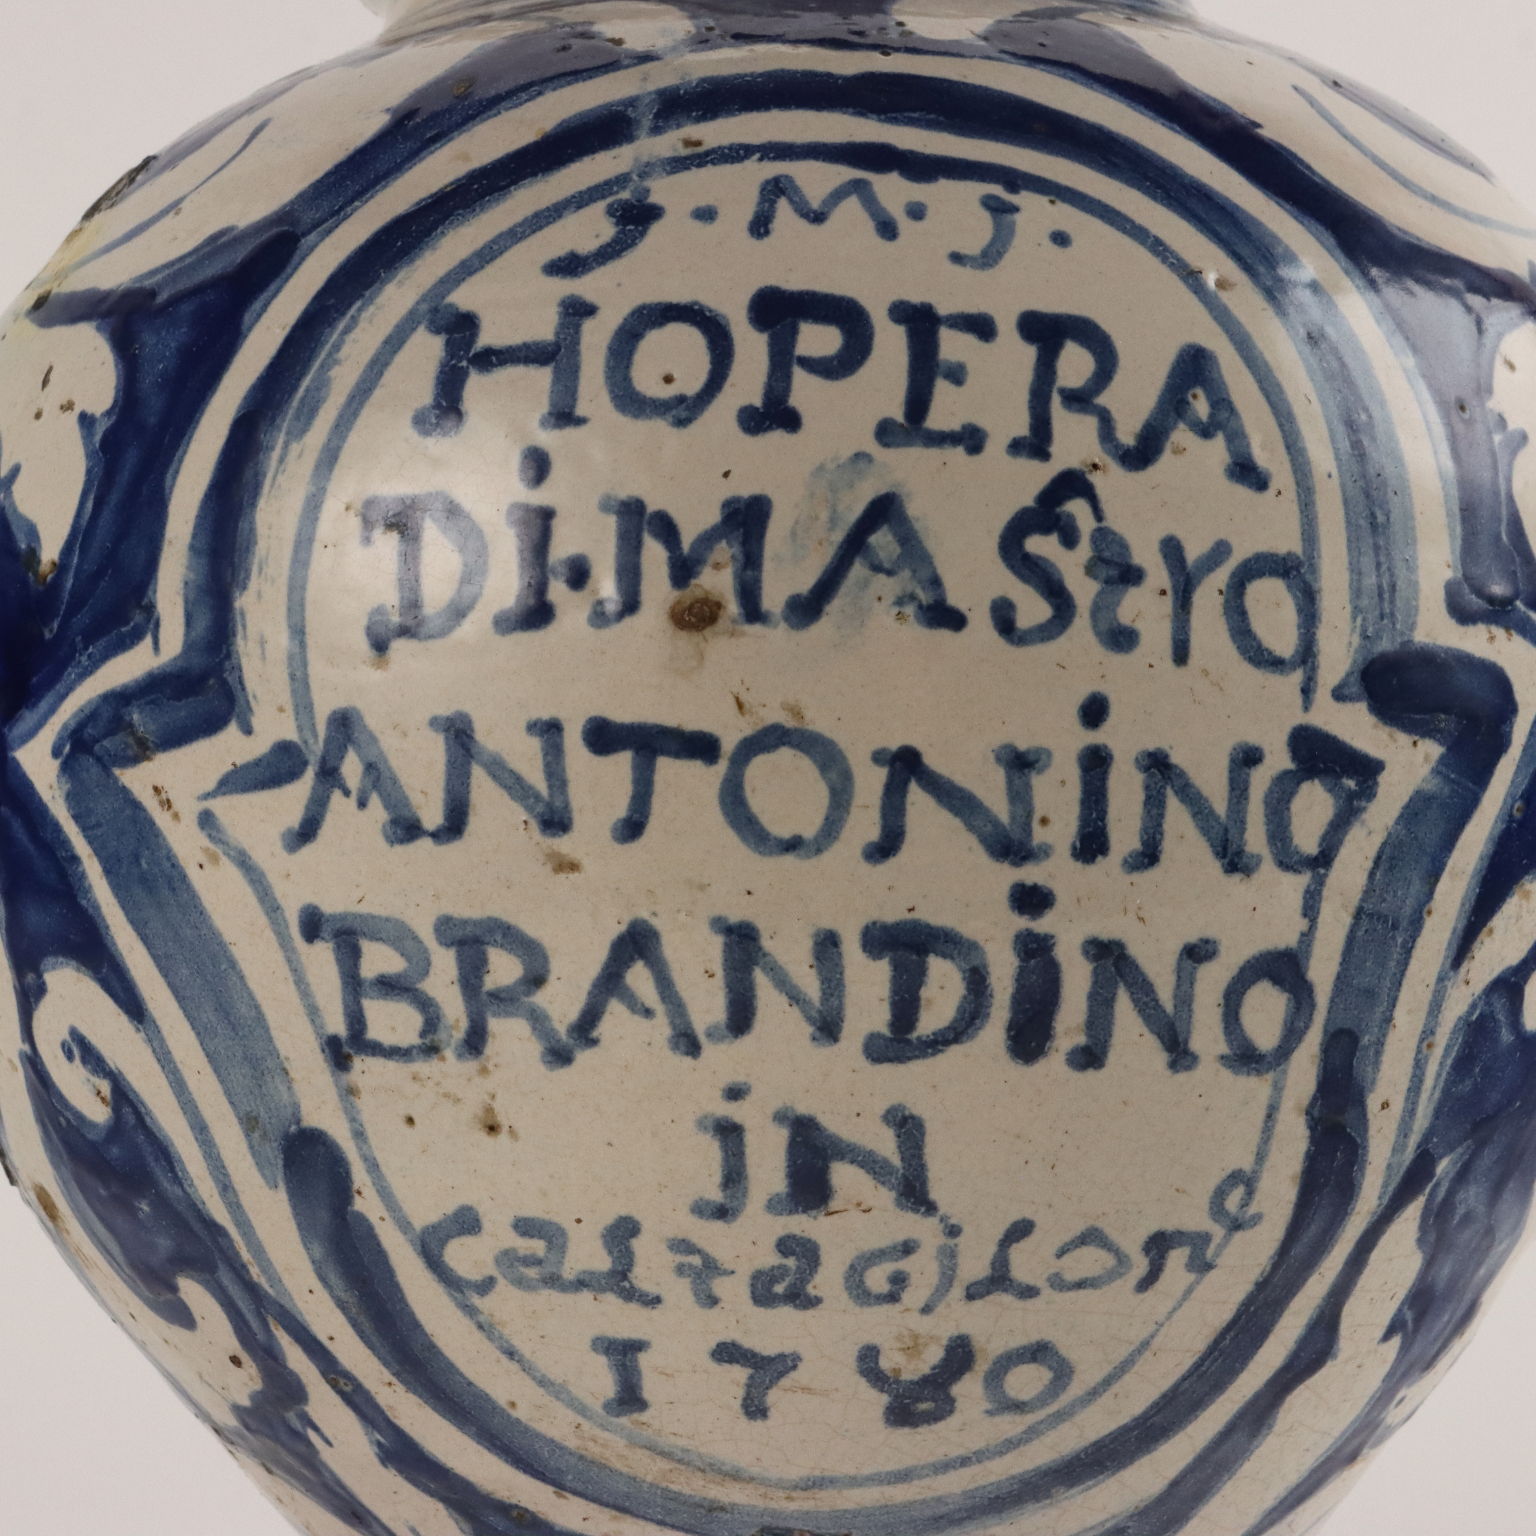 j. M. j.
HOPERA
Di MASTRO
ANTONiNO
BRANDiNO
iN
Caltagirone
1780